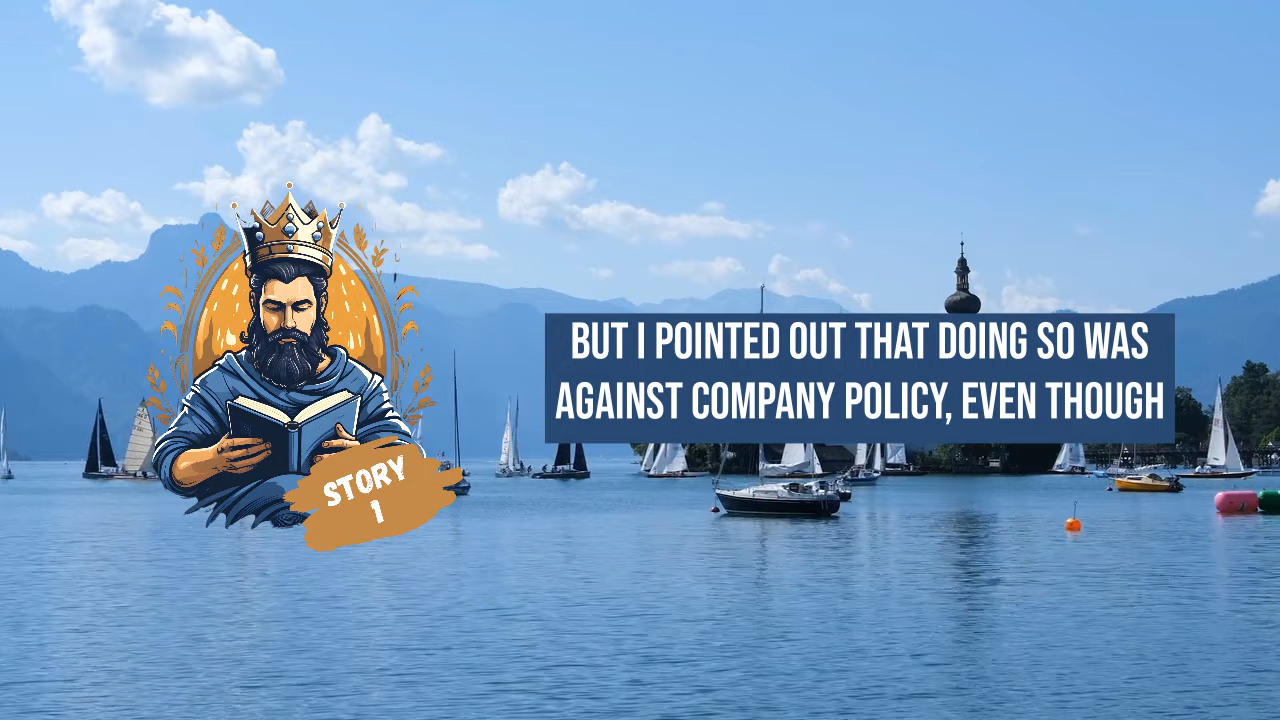 BUT I POINTED OUT THAT DOING SO WAS
AGAINST COMPANY POLICY, EVEN THOUGH
STORY
1